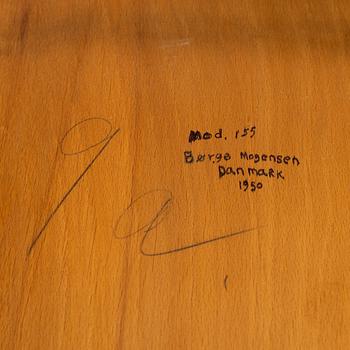 Mod. 155
Børge Mogensen
Danmark
1950